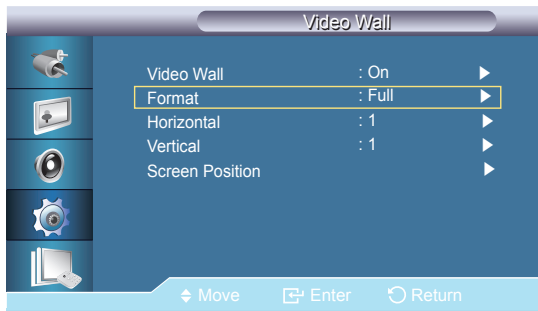 Video Wall
Video Wall : On
Format : Full
Horizontal : 1
Vertical : 1
Screen Position
Move Enter Return